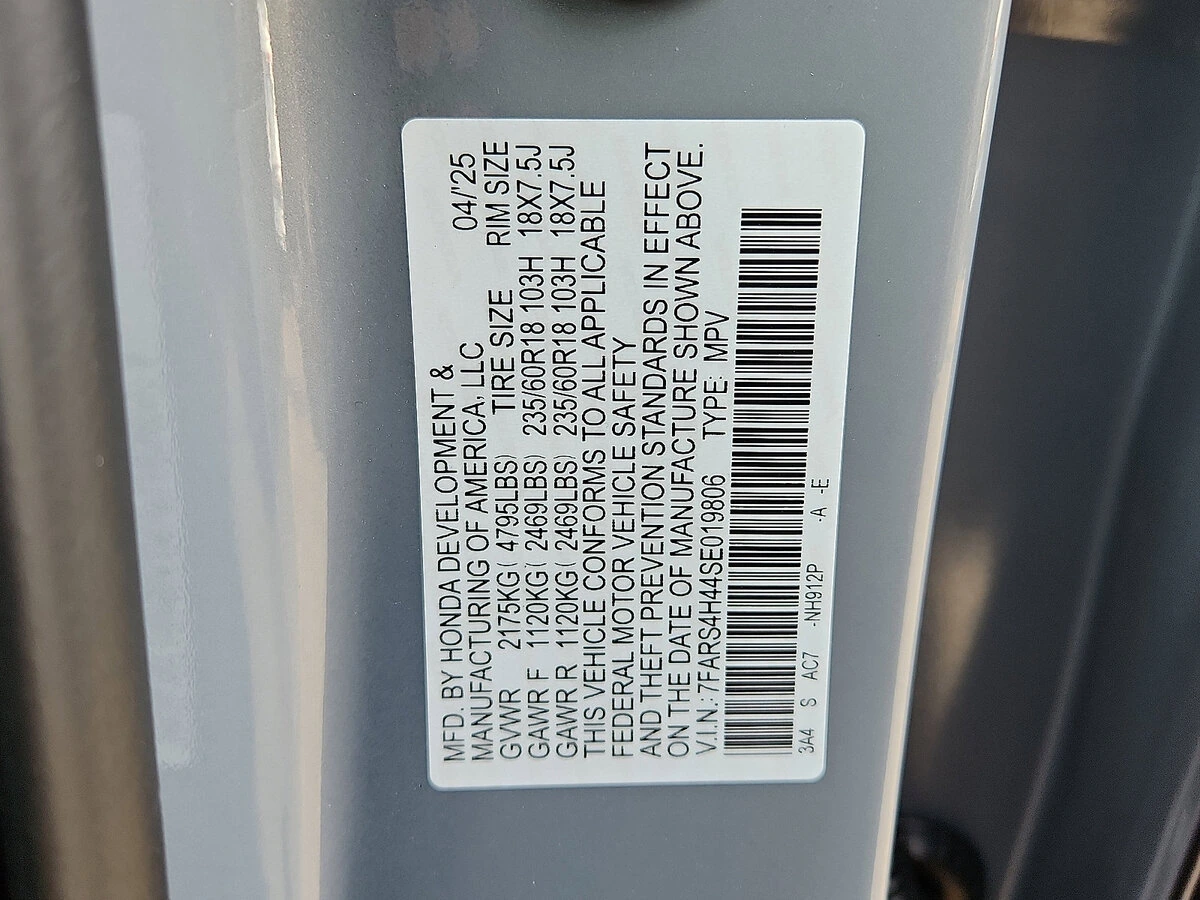 MFD. BY HONDA DEVELOPMENT &
MANUFACTURING OF AMERICA, LLC 04/'25
GVWR 2175KG( 4795LBS) TIRE SIZE RIM SIZE
GAWR F 1120KG( 2469LBS) 235/60R18 103H 18X7.5J
GAWR R 1120KG( 2469LBS) 235/60R18 103H 18X7.5J
THIS VEHICLE CONFORMS TO ALL APPLICABLE
FEDERAL MOTOR VEHICLE SAFETY
AND THEFT PREVENTION STANDARDS IN EFFECT
ON THE DATE OF MANUFACTURE SHOWN ABOVE.
V.I.N.: 7FARS4H44SE019806 TYPE: MPV
3A4 S AC7 -NH912P -A -E